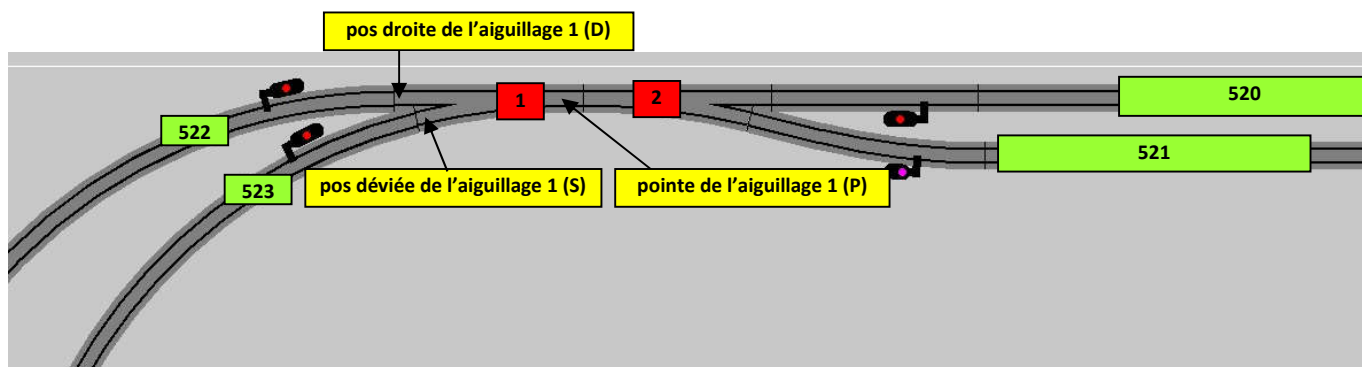 pos droite de l’aiguillage 1 (D)
1
2
520
522
521
pos déviée de l’aiguillage 1 (S)
pointe de l’aiguillage 1 (P)
523